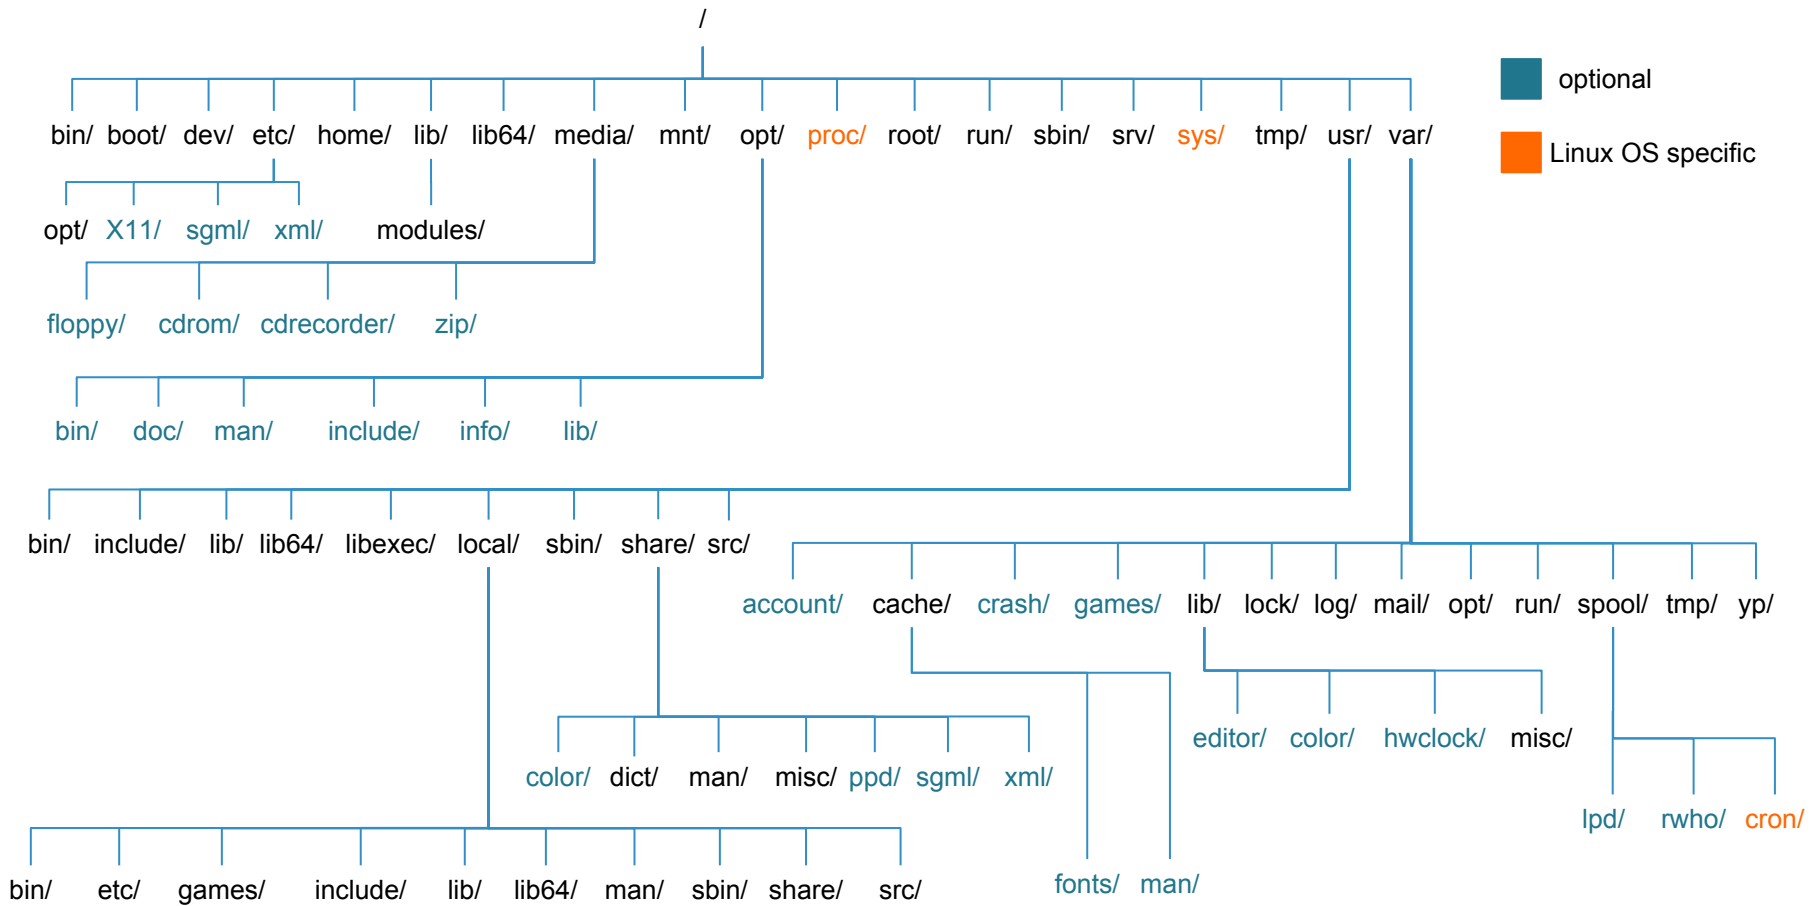 /
optional
bin/ boot/ dev/ etc/ home/ lib/ lib64/ media/ mnt/ opt/ proc/ root/ run/ sbin/ srv/ sys/ tmp/ usr/ var/
Linux OS specific
opt/ X11/ sgml/ xml/ modules/
floppy/ cdrom/ cdrecorder/ zip/
bin/ doc/ man/ include/ info/ lib/
bin/ include/ lib/ lib64/ libexec/ local/ sbin/ share/ src/
account/ cache/ crash/ games/ lib/ lock/ log/ mail/ opt/ run/ spool/ tmp/ yp/
editor/ color/ hwclock/ misc/
color/ dict/ man/ misc/ ppd/ sgml/ xml/
lpd/ rwho/ cron/
bin/ etc/ games/ include/ lib/ lib64/ man/ sbin/ share/ src/
fonts/ man/